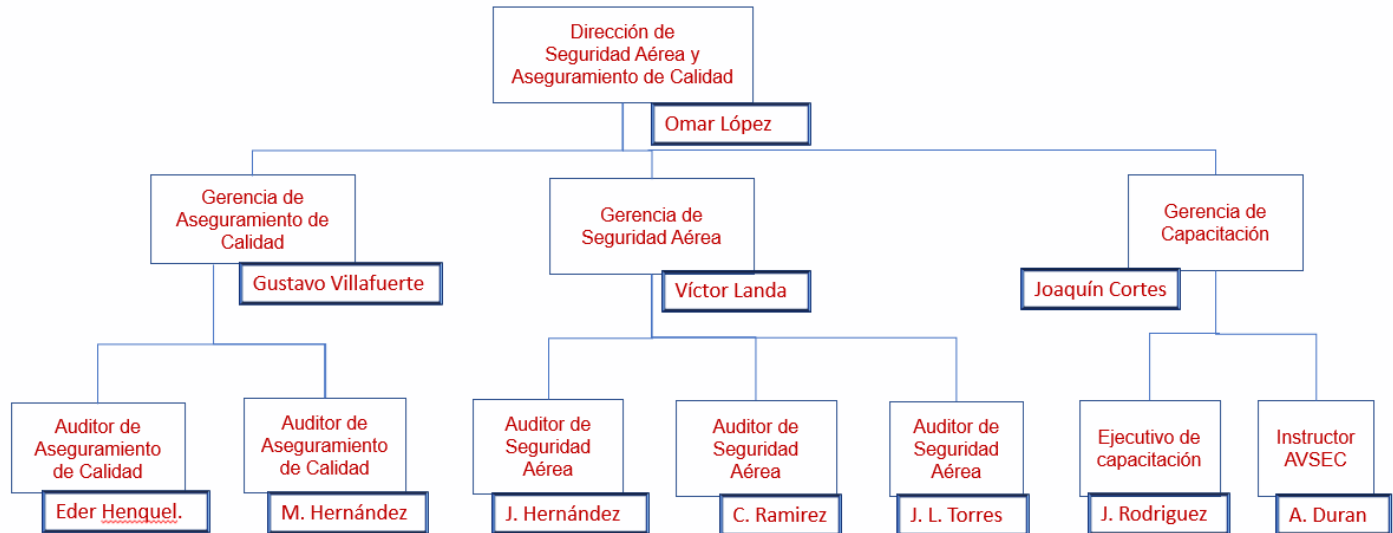 Dirección de
Seguridad Aérea y
Aseguramiento de Calidad
Omar López
Gerencia de
Aseguramiento de
Calidad
Gustavo Villafuerte
Gerencia de
Seguridad Aérea
Víctor Landa
Gerencia de
Capacitación
Joaquín Cortes
Auditor de
Aseguramiento
de Calidad
Eder Henquel.
Auditor de
Aseguramiento
de Calidad
M. Hernández
Auditor de
Seguridad
Aérea
J. Hernández
Auditor de
Seguridad
Aérea
C. Ramirez
Auditor de
Seguridad
Aérea
J. L. Torres
Ejecutivo de
capacitación
J. Rodriguez
Instructor
AVSEC
A. Duran